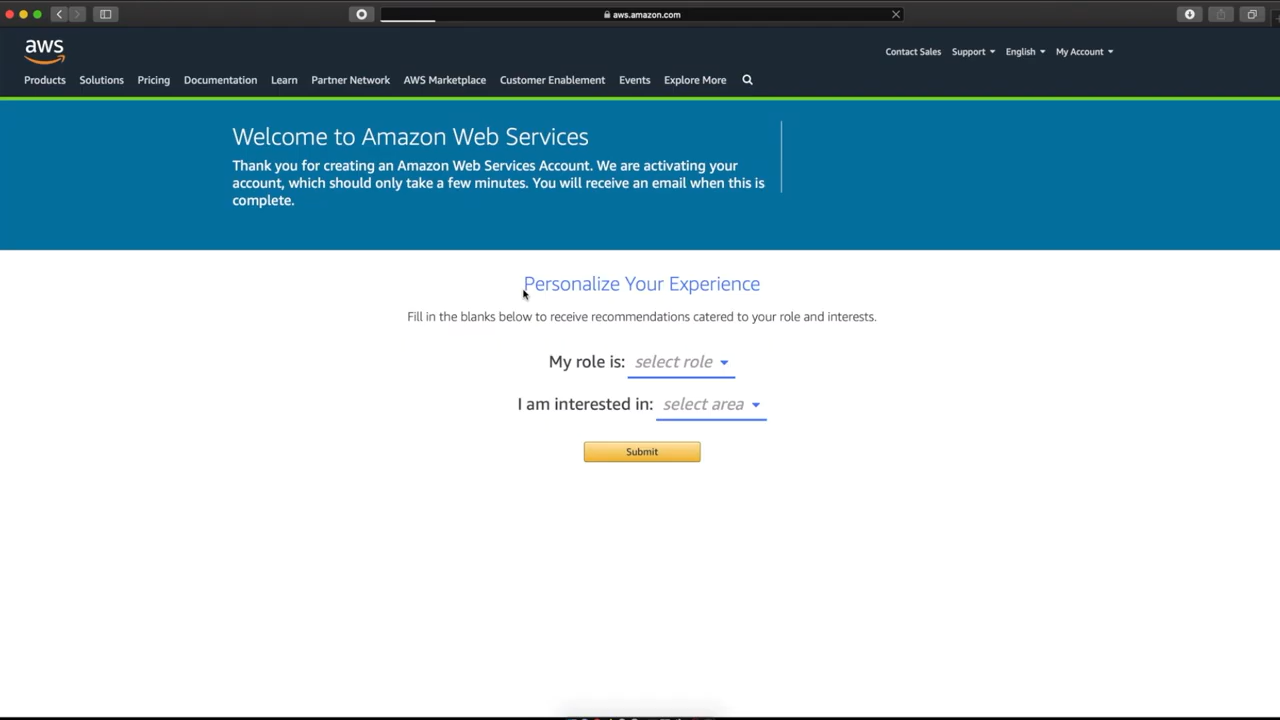 aws.amazon.com
aws
Contact Sales Support English My Account
Products Solutions Pricing Documentation Learn Partner Network AWS Marketplace Customer Enablement Events Explore More
Welcome to Amazon Web Services
Thank you for creating an Amazon Web Services Account. We are activating your
account, which should only take a few minutes. You will receive an email when this is
complete.
Personalize Your Experience
Fill in the blanks below to receive recommendations catered to your role and interests.
My role is: select role
I am interested in: select area
Submit